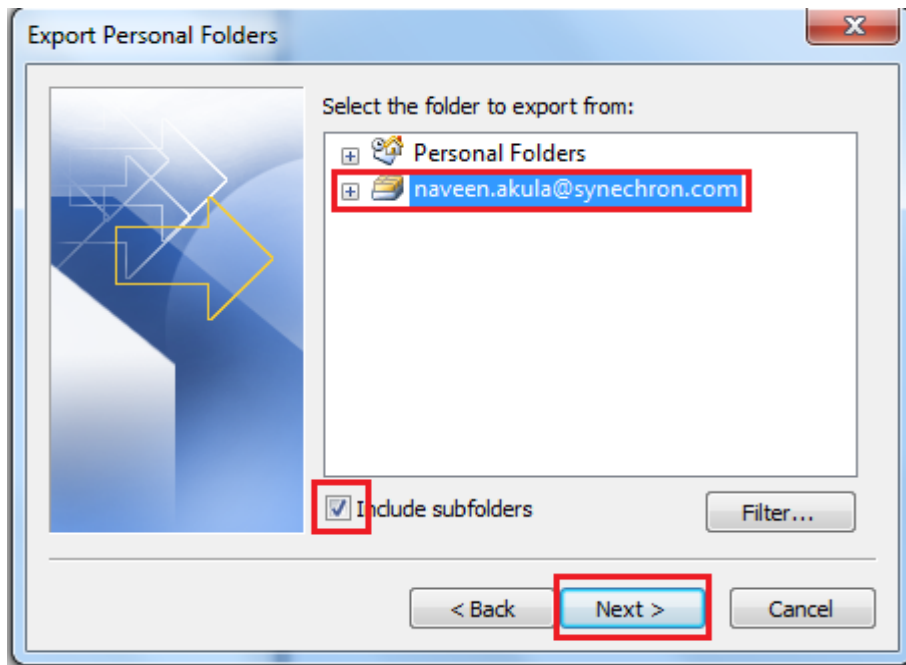 Export Personal Folders
Select the folder to export from:
Personal Folders
naveen.akula@synechron.com
Include subfolders
Filter...
< Back
Next >
Cancel